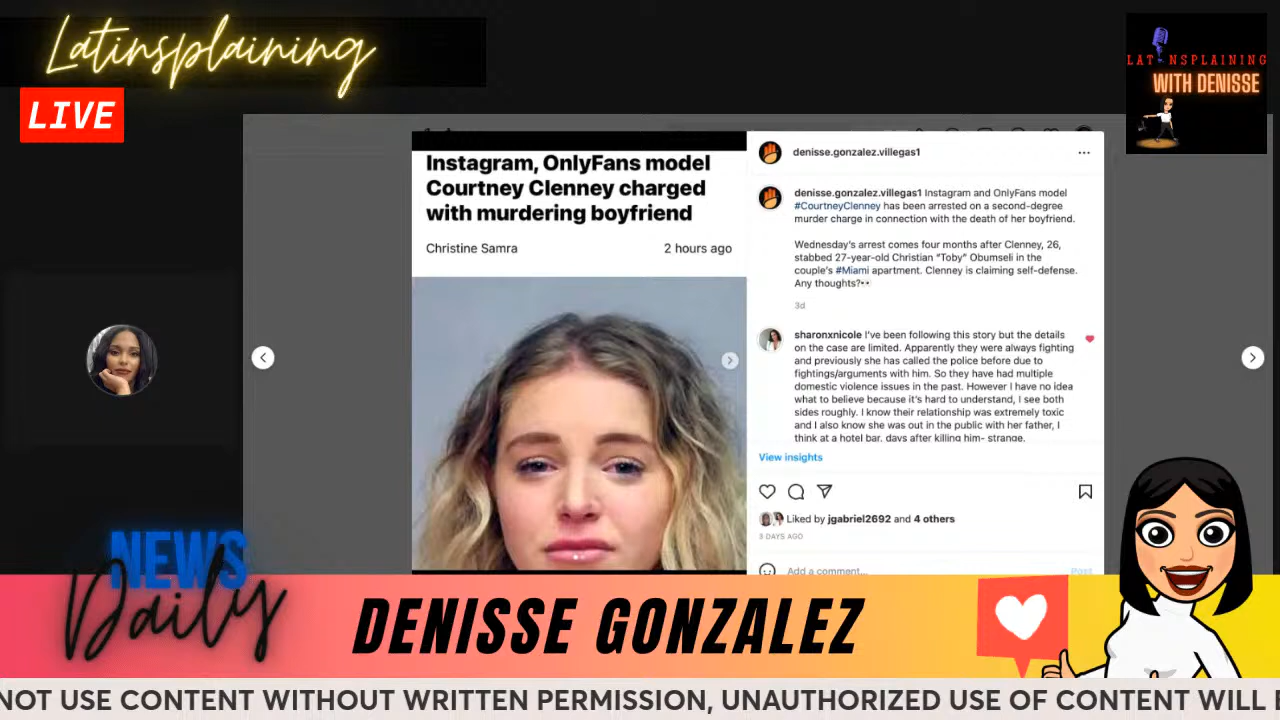 Latinsplaining
LIVE
LATINSPLAINING
WITH DENISSE
Instagram, OnlyFans model
Courtney Clenney charged
with murdering boyfriend
Christine Samra 2 hours ago
denisse.gonzalez.villegas1
denisse.gonzalez.villegas1 Instagram and OnlyFans model
#CourtneyClenney has been arrested on a second-degree
murder charge in connection with the death of her boyfriend.
Wednesday's arrest comes four months after Clenney, 26,
stabbed 27-year-old Christian "Toby" Obumseli in the
couple's #Miami apartment. Clenney is claiming self-defense.
Any thoughts?👀
3d
sharonxnicole I've been following this story but the details
on the case are limited. Apparently they were always fighting
and previously she has called the police before due to
fightings/arguments with him. So they have had multiple
domestic violence issues in the past. However I have no idea
what to believe because it's hard to understand, I see both
sides roughly. I know their relationship was extremely toxic
and I also know she was out in the public with her father, I
think at a hotel bar, days after killing him- strange.
View insights
Liked by jgabriel2692 and 4 others
3 DAYS AGO
Add a comment...
Post
NEWS
Daily
DENISSE GONZALEZ
NOT USE CONTENT WITHOUT WRITTEN PERMISSION, UNAUTHORIZED USE OF CONTENT WILL